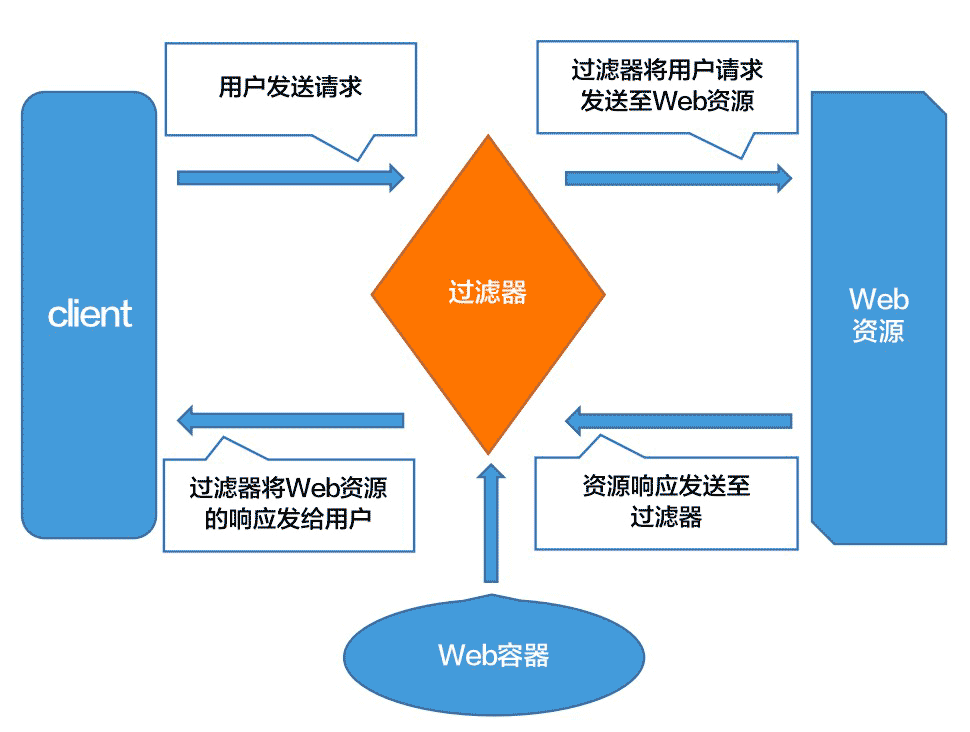 用户发送请求
过滤器将用户请求
发送至Web资源
client
过滤器
Web
资源
过滤器将Web资源
的响应发给用户
资源响应发送至
过滤器
Web容器